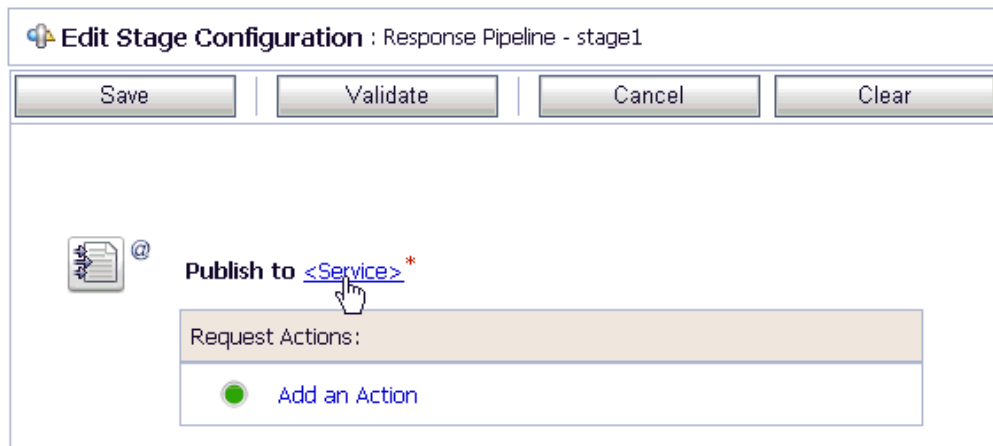 Edit Stage Configuration : Response Pipeline - stage1
Save Validate Cancel Clear
@
Publish to <Service>*
Request Actions:
Add an Action